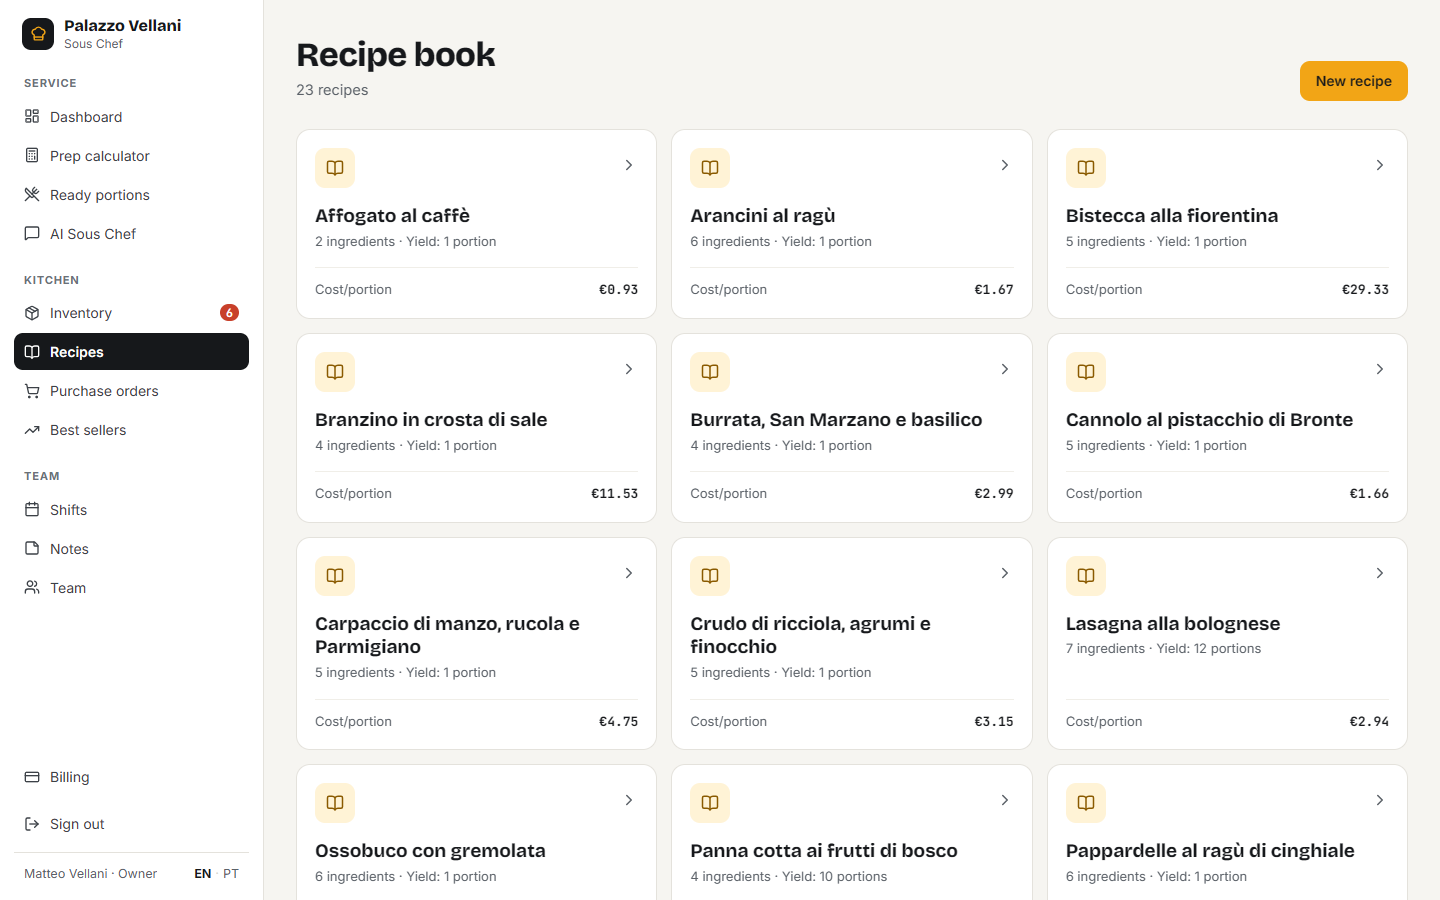 Palazzo Vellani
Sous Chef
SERVICE
Dashboard
Prep calculator
Ready portions
AI Sous Chef
KITCHEN
Inventory 6
Recipes
Purchase orders
Best sellers
TEAM
Shifts
Notes
Team
Billing
Sign out
Matteo Vellani · Owner EN · PT
Recipe book
23 recipes
New recipe
Affogato al caffè
2 ingredients · Yield: 1 portion
Cost/portion €0.93
Arancini al ragù
6 ingredients · Yield: 1 portion
Cost/portion €1.67
Bistecca alla fiorentina
5 ingredients · Yield: 1 portion
Cost/portion €29.33
Branzino in crosta di sale
4 ingredients · Yield: 1 portion
Cost/portion €11.53
Burrata, San Marzano e basilico
4 ingredients · Yield: 1 portion
Cost/portion €2.99
Cannolo al pistacchio di Bronte
5 ingredients · Yield: 1 portion
Cost/portion €1.66
Carpaccio di manzo, rucola e
Parmigiano
5 ingredients · Yield: 1 portion
Cost/portion €4.75
Crudo di ricciola, agrumi e
finocchio
5 ingredients · Yield: 1 portion
Cost/portion €3.15
Lasagna alla bolognese
7 ingredients · Yield: 12 portions
Cost/portion €2.94
Ossobuco con gremolata
6 ingredients · Yield: 1 portion
Panna cotta ai frutti di bosco
4 ingredients · Yield: 10 portions
Pappardelle al ragù di cinghiale
6 ingredients · Yield: 1 portion